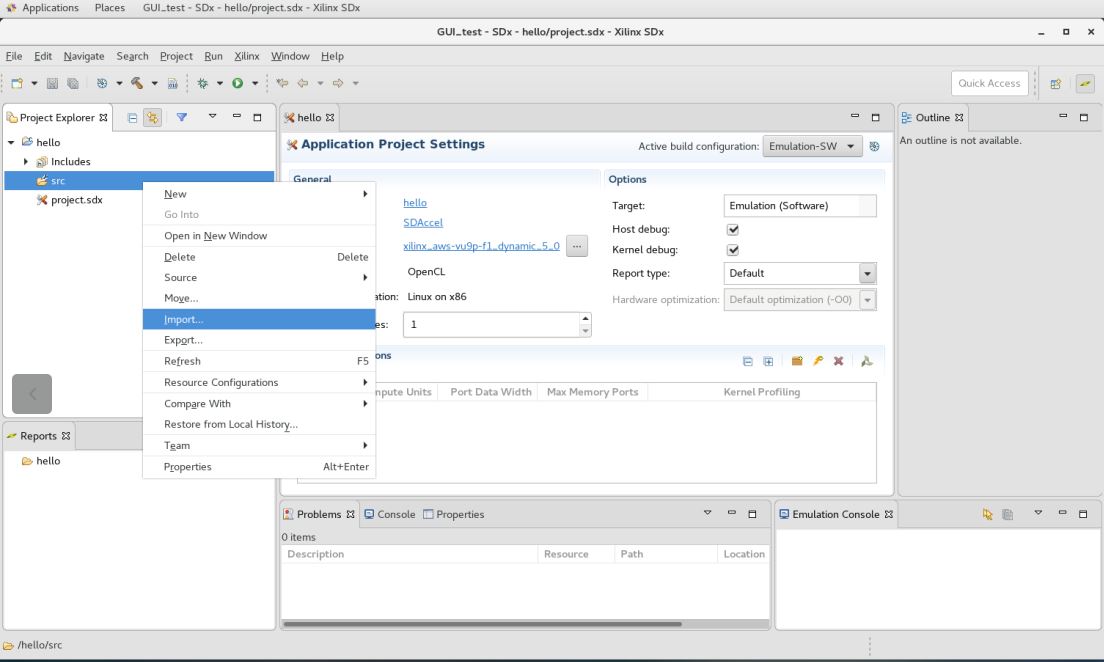 Applications Places GUI_test - SDx - hello/project.sdx - Xilinx SDx
GUI_test - SDx - hello/project.sdx - Xilinx SDx
File Edit Navigate Search Project Run Xilinx Window Help
Quick Access
Project Explorer
hello
Includes
src
project.sdx
New
Go Into
Open in New Window
Delete Delete
Source
Move...
Import...
Export...
Refresh F5
Resource Configurations
Compare With
Restore from Local History...
Team
Properties Alt+Enter
Reports
hello
hello
Application Project Settings
Active build configuration: Emulation-SW
General
hello
SDAccel
xilinx_aws-vu9p-f1_dynamic_5_0 ...
OpenCL
ation: Linux on x86
es: 1
Options
Target: Emulation (Software)
Host debug:
Kernel debug:
Report type: Default
Hardware optimization: Default optimization (-O0)
ions
mpute Units Port Data Width Max Memory Ports Kernel Profiling
Outline
An outline is not available.
Problems Console Properties
0 items
Description Resource Path Location
Emulation Console
/hello/src